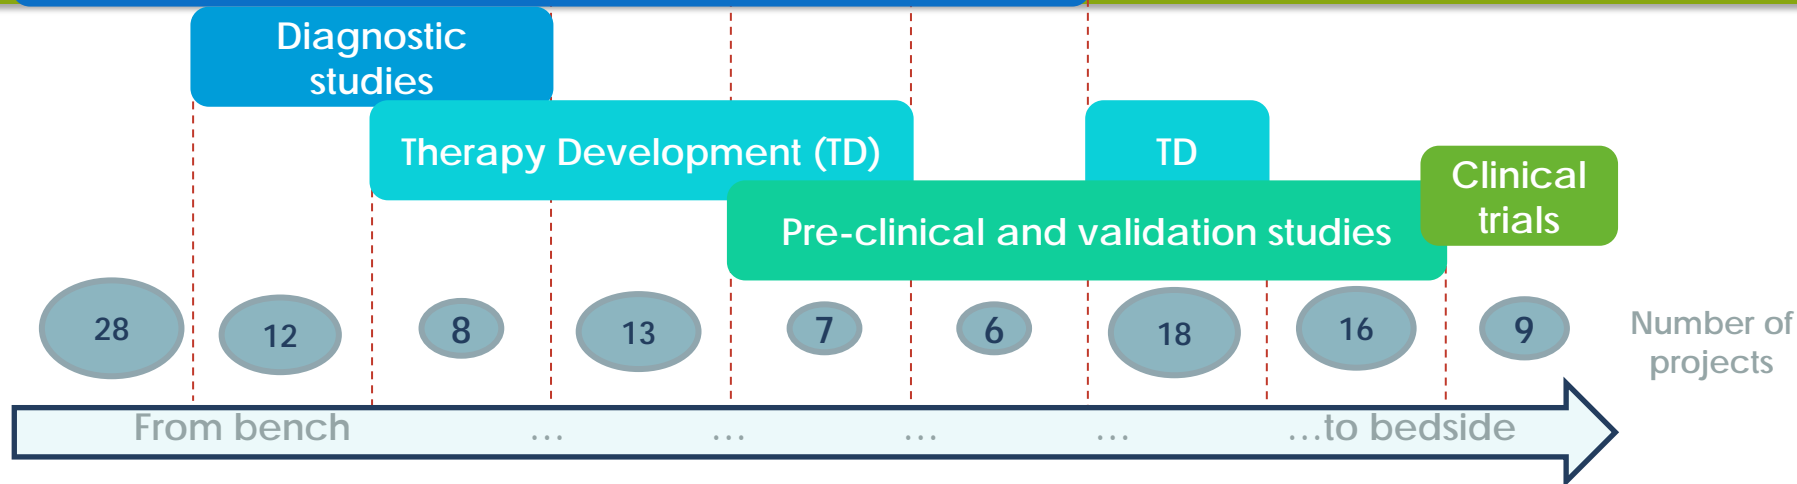 Diagnostic
studies
Therapy Development (TD)
TD
Clinical
trials
Pre-clinical and validation studies
28
12
8
13
7
6
18
16
9
Number of
projects
From bench
...
...
...
...
...to bedside